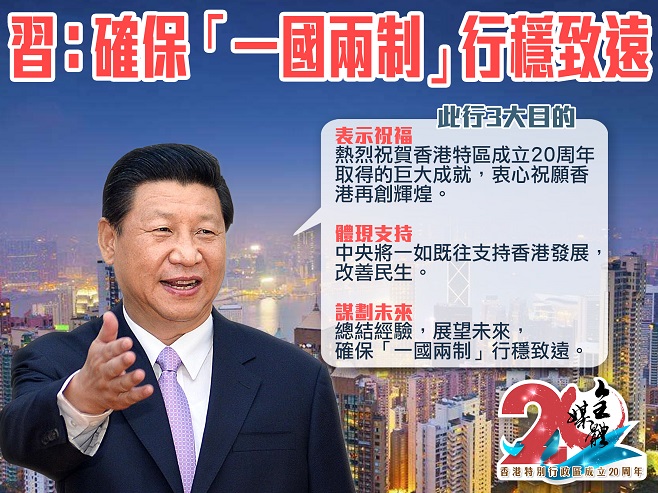 習：確保「一國兩制」行穩致遠
此行3大目的
表示祝福
熱烈祝賀香港特區成立20周年
取得的巨大成就，衷心祝願香
港再創輝煌。
體現支持
中央將一如既往支持香港發展，
改善民生。
謀劃未來
總結經驗，展望未來，
確保「一國兩制」行穩致遠。
20
全媒體
香港特別行政區成立20周年